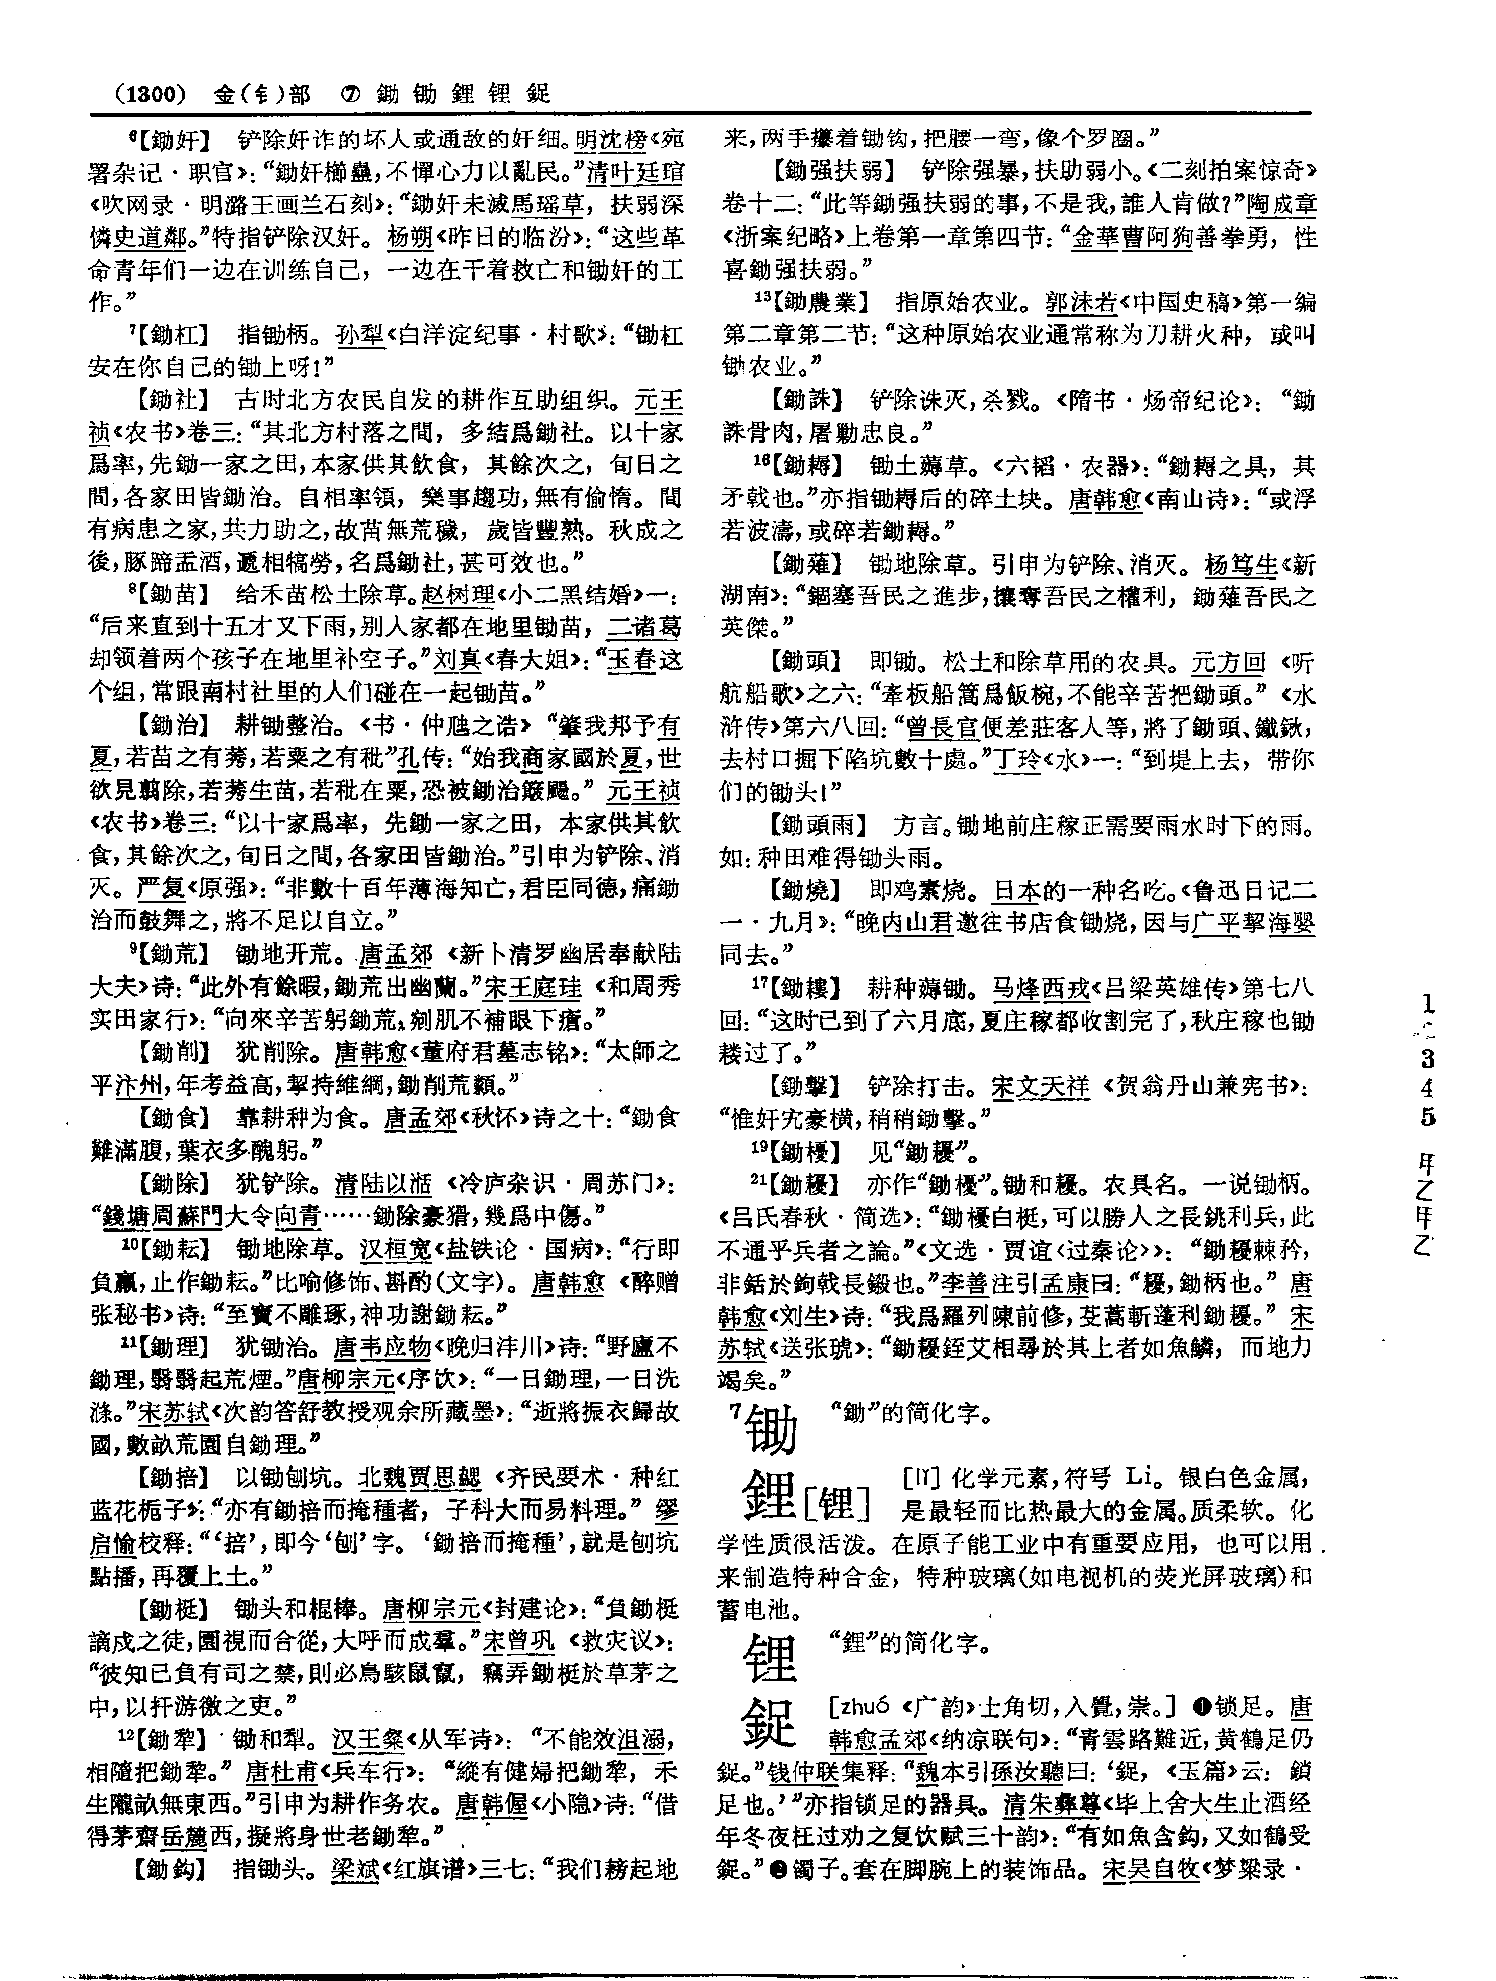 (1300) 金(钅)部 ⑦ 鋤 锄 鋰 锂 鋜
⁶【鋤奸】 铲除奸诈的坏人或通敌的奸细。明沈榜《宛
署杂记·职官》：“鋤奸櫛蠱，不憚心力以亂民。”清叶廷琯
《吹网录·明潞王画兰石刻》：“鋤奸未滅馬瑶草，扶弱深
憐史道鄰。”特指铲除汉奸。杨朔《昨日的临汾》：“这些革
命青年们一边在训练自己，一边在干着救亡和锄奸的工
作。”
⁷【鋤杠】 指锄柄。孙犁《白洋淀纪事·村歌》：“锄杠
安在你自己的锄上呀！”
【鋤社】 古时北方农民自发的耕作互助组织。元王
祯《农书》卷三：“其北方村落之間，多結爲鋤社。以十家
爲率，先鋤一家之田，本家供其飲食，其餘次之，旬日之
間，各家田皆鋤治。自相率領，樂事趨功，無有偷惰。間
有病患之家，共力助之，故苗無荒穢，歲皆豐熟。秋成之
後，豚蹄盂酒，遞相犒勞，名爲鋤社，甚可效也。”
⁸【鋤苗】 给禾苗松土除草。赵树理《小二黑结婚》一：
“后来直到十五才又下雨，别人家都在地里锄苗，二诸葛
却领着两个孩子在地里补空子。”刘真《春大姐》：“玉春这
个组，常跟南村社里的人们碰在一起锄苗。”
【鋤治】 耕锄整治。《书·仲虺之诰》“肇我邦予有
夏，若苗之有莠，若粟之有秕”孔传：“始我商家國於夏，世
欲見翦除，若莠生苗，若秕在粟，恐被鋤治簸颺。”元王祯
《农书》卷三：“以十家爲率，先鋤一家之田，本家供其飲
食，其餘次之，旬日之間，各家田皆鋤治。”引申为铲除、消
灭。严复《原强》：“非數十百年薄海知亡，君臣同德，痛鋤
治而鼓舞之，將不足以自立。”
⁹【鋤荒】 锄地开荒。唐孟郊《新卜清罗幽居奉献陆
大夫》诗：“此外有餘暇，鋤荒出幽蘭。”宋王庭珪《和周秀
实田家行》：“向來辛苦躬鋤荒，剜肌不補眼下瘡。”
【鋤削】 犹削除。唐韩愈《董府君墓志铭》：“太師之
平汴州，年考益高，挈持維綱，鋤削荒纇。”
【鋤食】 靠耕种为食。唐孟郊《秋怀》诗之十：“鋤食
難滿腹，葉衣多醜躬。”
【鋤除】 犹铲除。清陆以湉《冷庐杂识·周苏门》：
“錢塘周蘇門大令向青……鋤除豪猾，幾爲中傷。”
¹⁰【鋤耘】 锄地除草。汉桓宽《盐铁论·国病》：“行即
負羸，止作鋤耘。”比喻修饰、斟酌(文字)。唐韩愈《醉赠
张秘书》诗：“至寶不雕琢，神功謝鋤耘。”
¹¹【鋤理】 犹锄治。唐韦应物《晚归沣川》诗：“野廬不
鋤理，翳翳起荒煙。”唐柳宗元《序饮》：“一日鋤理，一日洗
涤。”宋苏轼《次韵答舒教授观余所藏墨》：“逝將振衣歸故
國，數畝荒園自鋤理。”
【鋤掊】 以锄刨坑。北魏贾思勰《齐民要术·种红
蓝花栀子》：“亦有鋤掊而掩種者，子科大而易料理。”缪
启愉校释：“‘掊’，即今‘刨’字。‘鋤掊而掩種’，就是刨坑
點播，再覆上土。”
【鋤梃】 锄头和棍棒。唐柳宗元《封建论》：“負鋤梃
謫戍之徒，圜視而合從，大呼而成羣。”宋曾巩《救灾议》：
“彼知已負有司之禁，則必鳥駭鼠竄，竊弄鋤梃於草茅之
中，以扞游徼之吏。”
¹²【鋤犂】 锄和犁。汉王粲《从军诗》：“不能效沮溺，
相隨把鋤犂。”唐杜甫《兵车行》：“縱有健婦把鋤犂，禾
生隴畝無東西。”引申为耕作务农。唐韩偓《小隐》诗：“借
得茅齋岳麓西，擬將身世老鋤犂。”
【鋤鈎】 指锄头。梁斌《红旗谱》三七：“我们耪起地
来，两手攥着锄钩，把腰一弯，像个罗圈。”
【鋤强扶弱】 铲除强暴，扶助弱小。《二刻拍案惊奇》
卷十二：“此等鋤强扶弱的事，不是我，誰人肯做？”陶成章
《浙案纪略》上卷第一章第四节：“金華曹阿狗善拳勇，性
喜鋤强扶弱。”
¹³【鋤農業】 指原始农业。郭沫若《中国史稿》第一编
第二章第二节：“这种原始农业通常称为刀耕火种，或叫
锄农业。”
【鋤誅】 铲除诛灭，杀戮。《隋书·炀帝纪论》：“鋤
誅骨肉，屠勦忠良。”
¹⁶【鋤耨】 锄土薅草。《六韬·农器》：“鋤耨之具，其
矛戟也。”亦指锄耨后的碎土块。唐韩愈《南山诗》：“或浮
若波濤，或碎若鋤耨。”
【鋤薙】 锄地除草。引申为铲除、消灭。杨笃生《新
湖南》：“錮塞吾民之進步，攘奪吾民之權利，鋤薙吾民之
英傑。”
【鋤頭】 即锄。松土和除草用的农具。元方回《听
航船歌》之六：“牽板船篙爲飯椀，不能辛苦把鋤頭。”《水
浒传》第六八回：“曾長官便差莊客人等，將了鋤頭、鐵鍬，
去村口掘下陷坑數十處。”丁玲《水》一：“到堤上去，带你
们的锄头！”
【鋤頭雨】 方言。锄地前庄稼正需要雨水时下的雨。
如：种田难得锄头雨。
【鋤燒】 即鸡素烧。日本的一种名吃。《鲁迅日记二
一·九月》：“晚内山君邀往书店食锄烧，因与广平挈海婴
同去。”
¹⁷【鋤耬】 耕种薅锄。马烽西戎《吕梁英雄传》第七八
回：“这时已到了六月底，夏庄稼都收割完了，秋庄稼也锄
耧过了。”
【鋤擊】 铲除打击。宋文天祥《贺翁丹山兼宪书》：
“惟奸宄豪横，稍稍鋤擊。”
¹⁹【鋤櫌】 见“鋤耰”。
²¹【鋤耰】 亦作“鋤櫌”。锄和耰。农具名。一说锄柄。
《吕氏春秋·简选》：“鋤櫌白梃，可以勝人之長銚利兵，此
不通乎兵者之論。”《文选·贾谊〈过秦论〉》：“鋤耰棘矜，
非銛於鉤戟長鎩也。”李善注引孟康曰：“耰，鋤柄也。”唐
韩愈《刘生》诗：“我爲羅列陳前修，芟蒿斬蓬利鋤耰。”宋
苏轼《送张琥》：“鋤耰銍艾相尋於其上者如魚鱗，而地力
竭矣。”
⁷锄 “鋤”的简化字。
鋰[锂] [lǐ] 化学元素，符号 Li。银白色金属，
是最轻而比热最大的金属。质柔软。化
学性质很活泼。在原子能工业中有重要应用，也可以用
来制造特种合金，特种玻璃(如电视机的荧光屏玻璃)和
蓄电池。
锂 “鋰”的简化字。
鋜 [zhuó《广韵》士角切，入覺，崇。] ❶锁足。唐
韩愈孟郊《纳凉联句》：“青雲路難近，黄鶴足仍
鋜。”钱仲联集释：“魏本引孫汝聽曰：‘鋜，《玉篇》云：鎖
足也。’”亦指锁足的器具。清朱彝尊《毕上舍大生止酒经
年冬夜枉过劝之复饮赋三十韵》：“有如魚含鈎，又如鶴受
鋜。”❷镯子。套在脚腕上的装饰品。宋吴自牧《梦粱录·
1
2
3
4
5